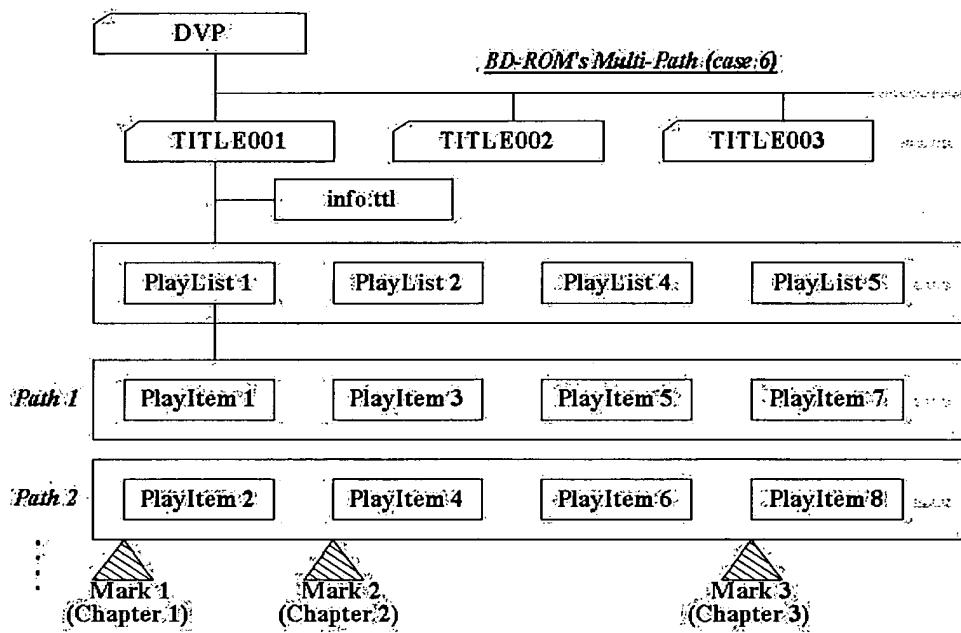 DVP
BD-ROM's Multi-Path (case 6)
TITLE001 TITLE002 TITLE003
info.ttl
PlayList 1 PlayList 2 PlayList 4 PlayList 5
Path 1 PlayItem 1 PlayItem 3 PlayItem 5 PlayItem 7
Path 2 PlayItem 2 PlayItem 4 PlayItem 6 PlayItem 8
Mark 1 Mark 2 Mark 3
(Chapter 1) (Chapter 2) (Chapter 3)